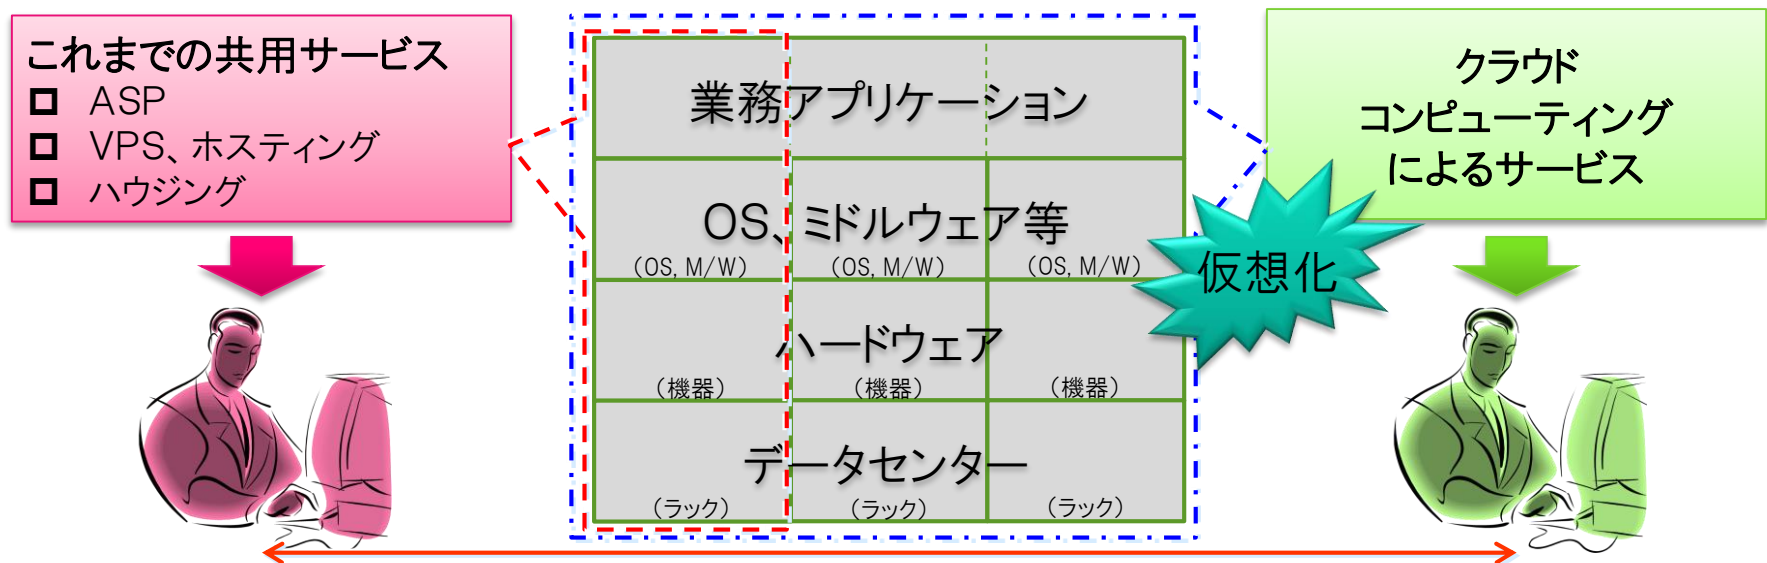 これまでの共用サービス
ASP
VPS、ホスティング
ハウジング
業務アプリケーション
OS、ミドルウェア等
(OS, M/W) (OS, M/W) (OS, M/W)
ハードウェア
(機器) (機器) (機器)
データセンター
(ラック) (ラック) (ラック)
クラウド
コンピューティング
によるサービス
仮想化